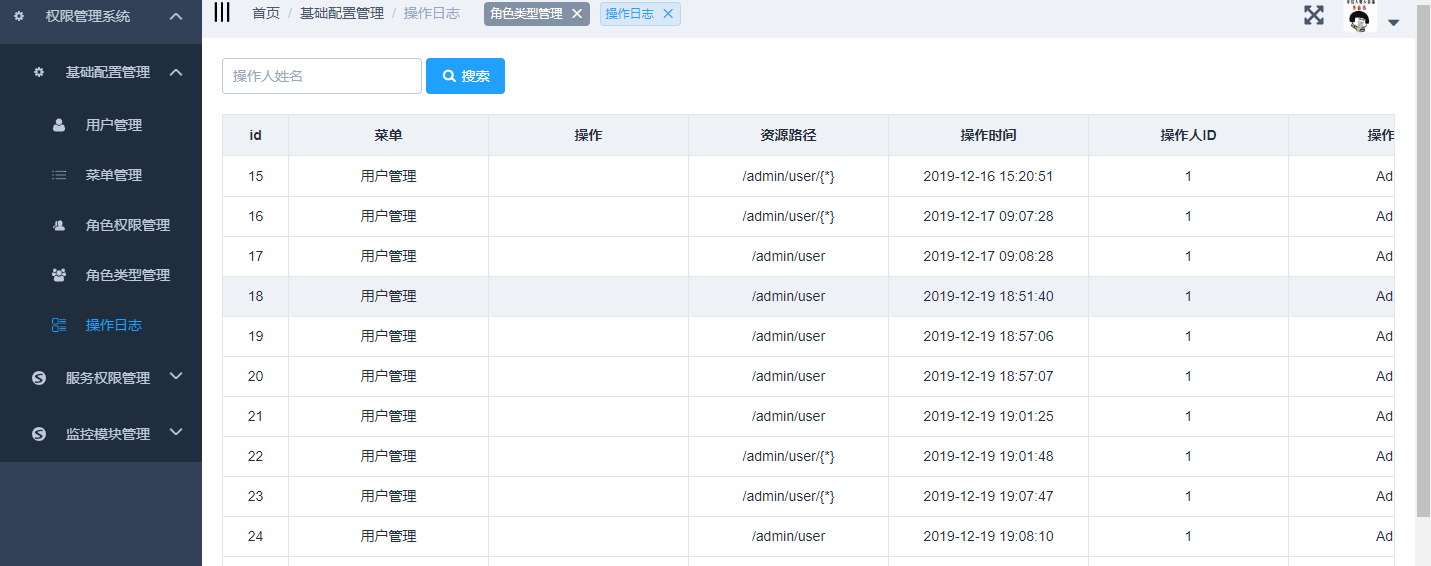 权限管理系统
基础配置管理
用户管理
菜单管理
角色权限管理
角色类型管理
操作日志
服务权限管理
监控模块管理
首页 / 基础配置管理 / 操作日志 角色类型管理 操作日志
操作人姓名 搜索
id 菜单 操作 资源路径 操作时间 操作人ID 操作
15 用户管理 /admin/user/{*} 2019-12-16 15:20:51 1 Ad
16 用户管理 /admin/user/{*} 2019-12-17 09:07:28 1 Ad
17 用户管理 /admin/user 2019-12-17 09:08:28 1 Ad
18 用户管理 /admin/user 2019-12-19 18:51:40 1 Ad
19 用户管理 /admin/user 2019-12-19 18:57:06 1 Ad
20 用户管理 /admin/user 2019-12-19 18:57:07 1 Ad
21 用户管理 /admin/user 2019-12-19 19:01:25 1 Ad
22 用户管理 /admin/user/{*} 2019-12-19 19:01:48 1 Ad
23 用户管理 /admin/user/{*} 2019-12-19 19:07:47 1 Ad
24 用户管理 /admin/user 2019-12-19 19:08:10 1 Ad